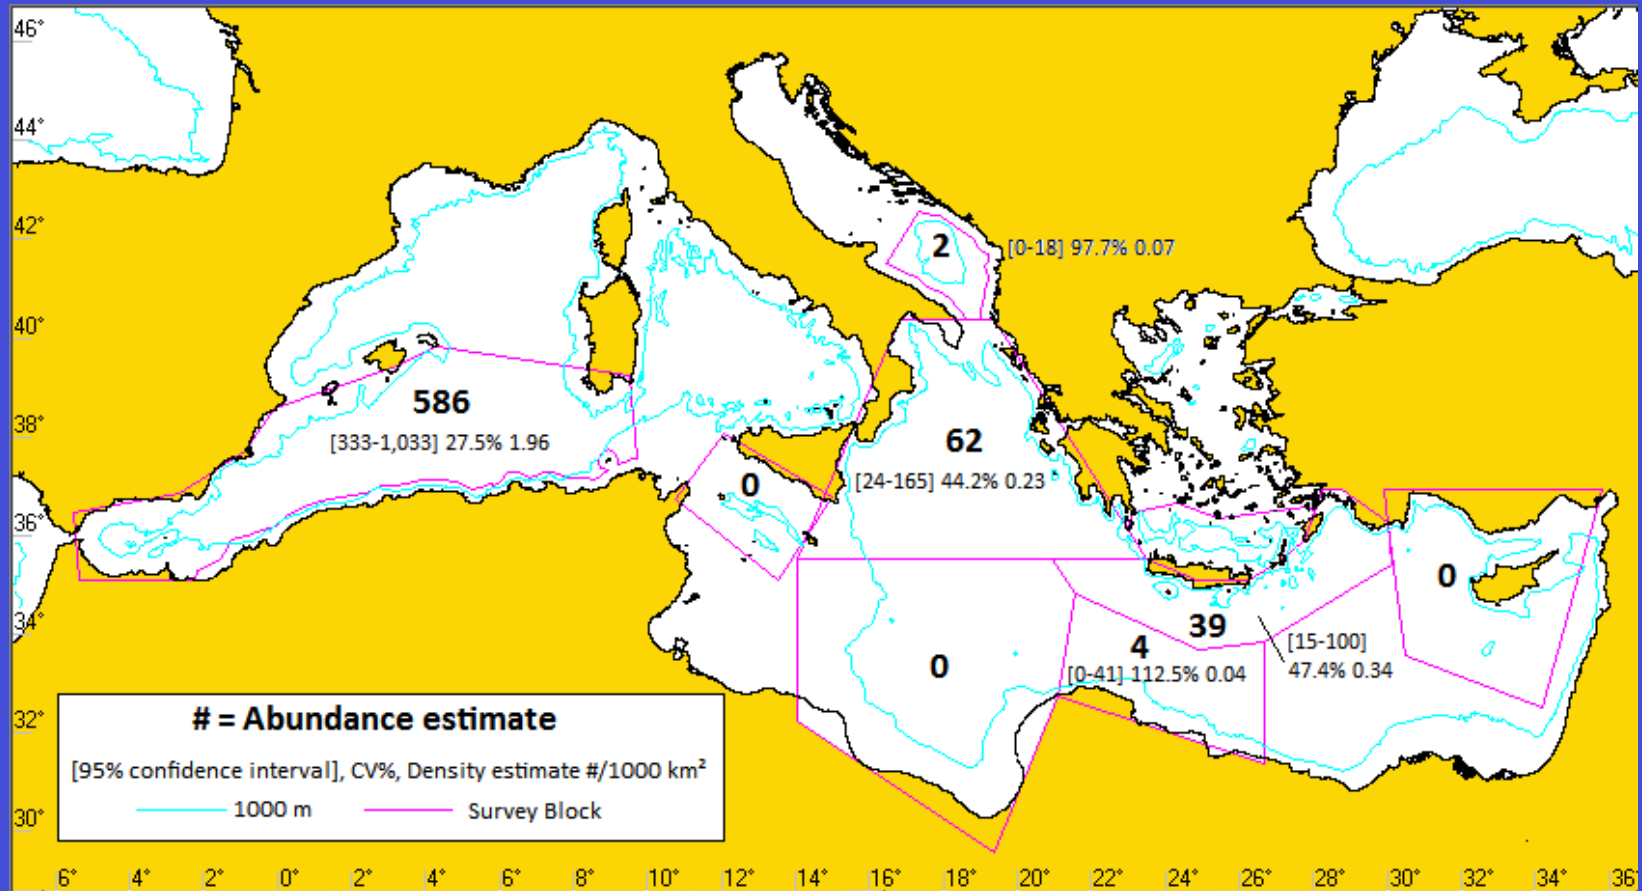 46°
44°
42°
2
[0-18] 97.7% 0.07
40°
586
[333-1,033] 27.5% 1.96
38°
62
[24-165] 44.2% 0.23
0
36°
0
34°
39
4
[15-100]
[0-41] 112.5% 0.04
47.4% 0.34
0
32°
# = Abundance estimate
[95% confidence interval], CV%, Density estimate #/1000 km²
1000 m
Survey Block
30°
6° 4° 2° 0° 2° 4° 6° 8° 10° 12° 14° 16° 18° 20° 22° 24° 26° 28° 30° 32° 34° 36°